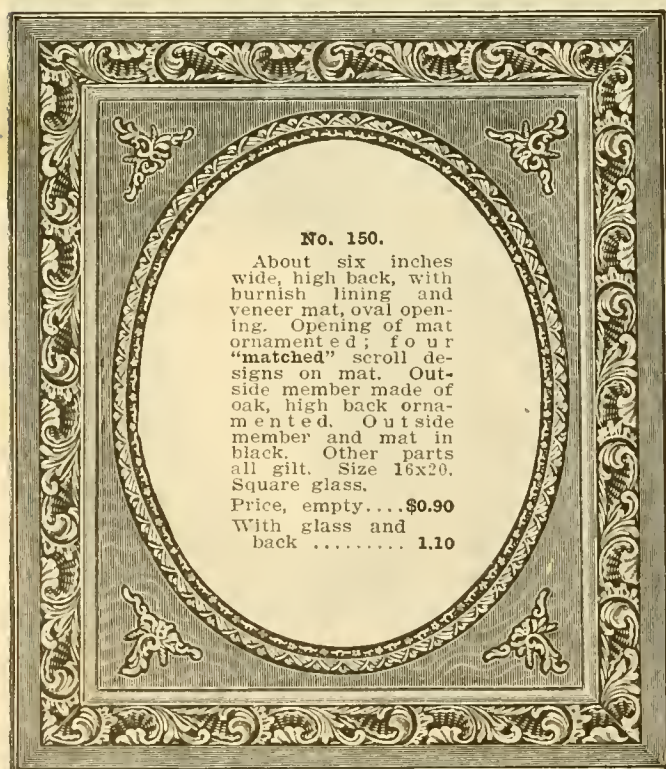 No. 150.
About six inches
wide, high back, with
burnish lining and
veneer mat, oval open-
ing. Opening of mat
ornamented; four
"matched" scroll de-
signs on mat. Out-
side member made of
oak, high back orna-
mented. Outside
member and mat in
black. Other parts
all gilt. Size 16x20.
Square glass.
Price, empty....$0.90
With glass and
back ......... 1.10